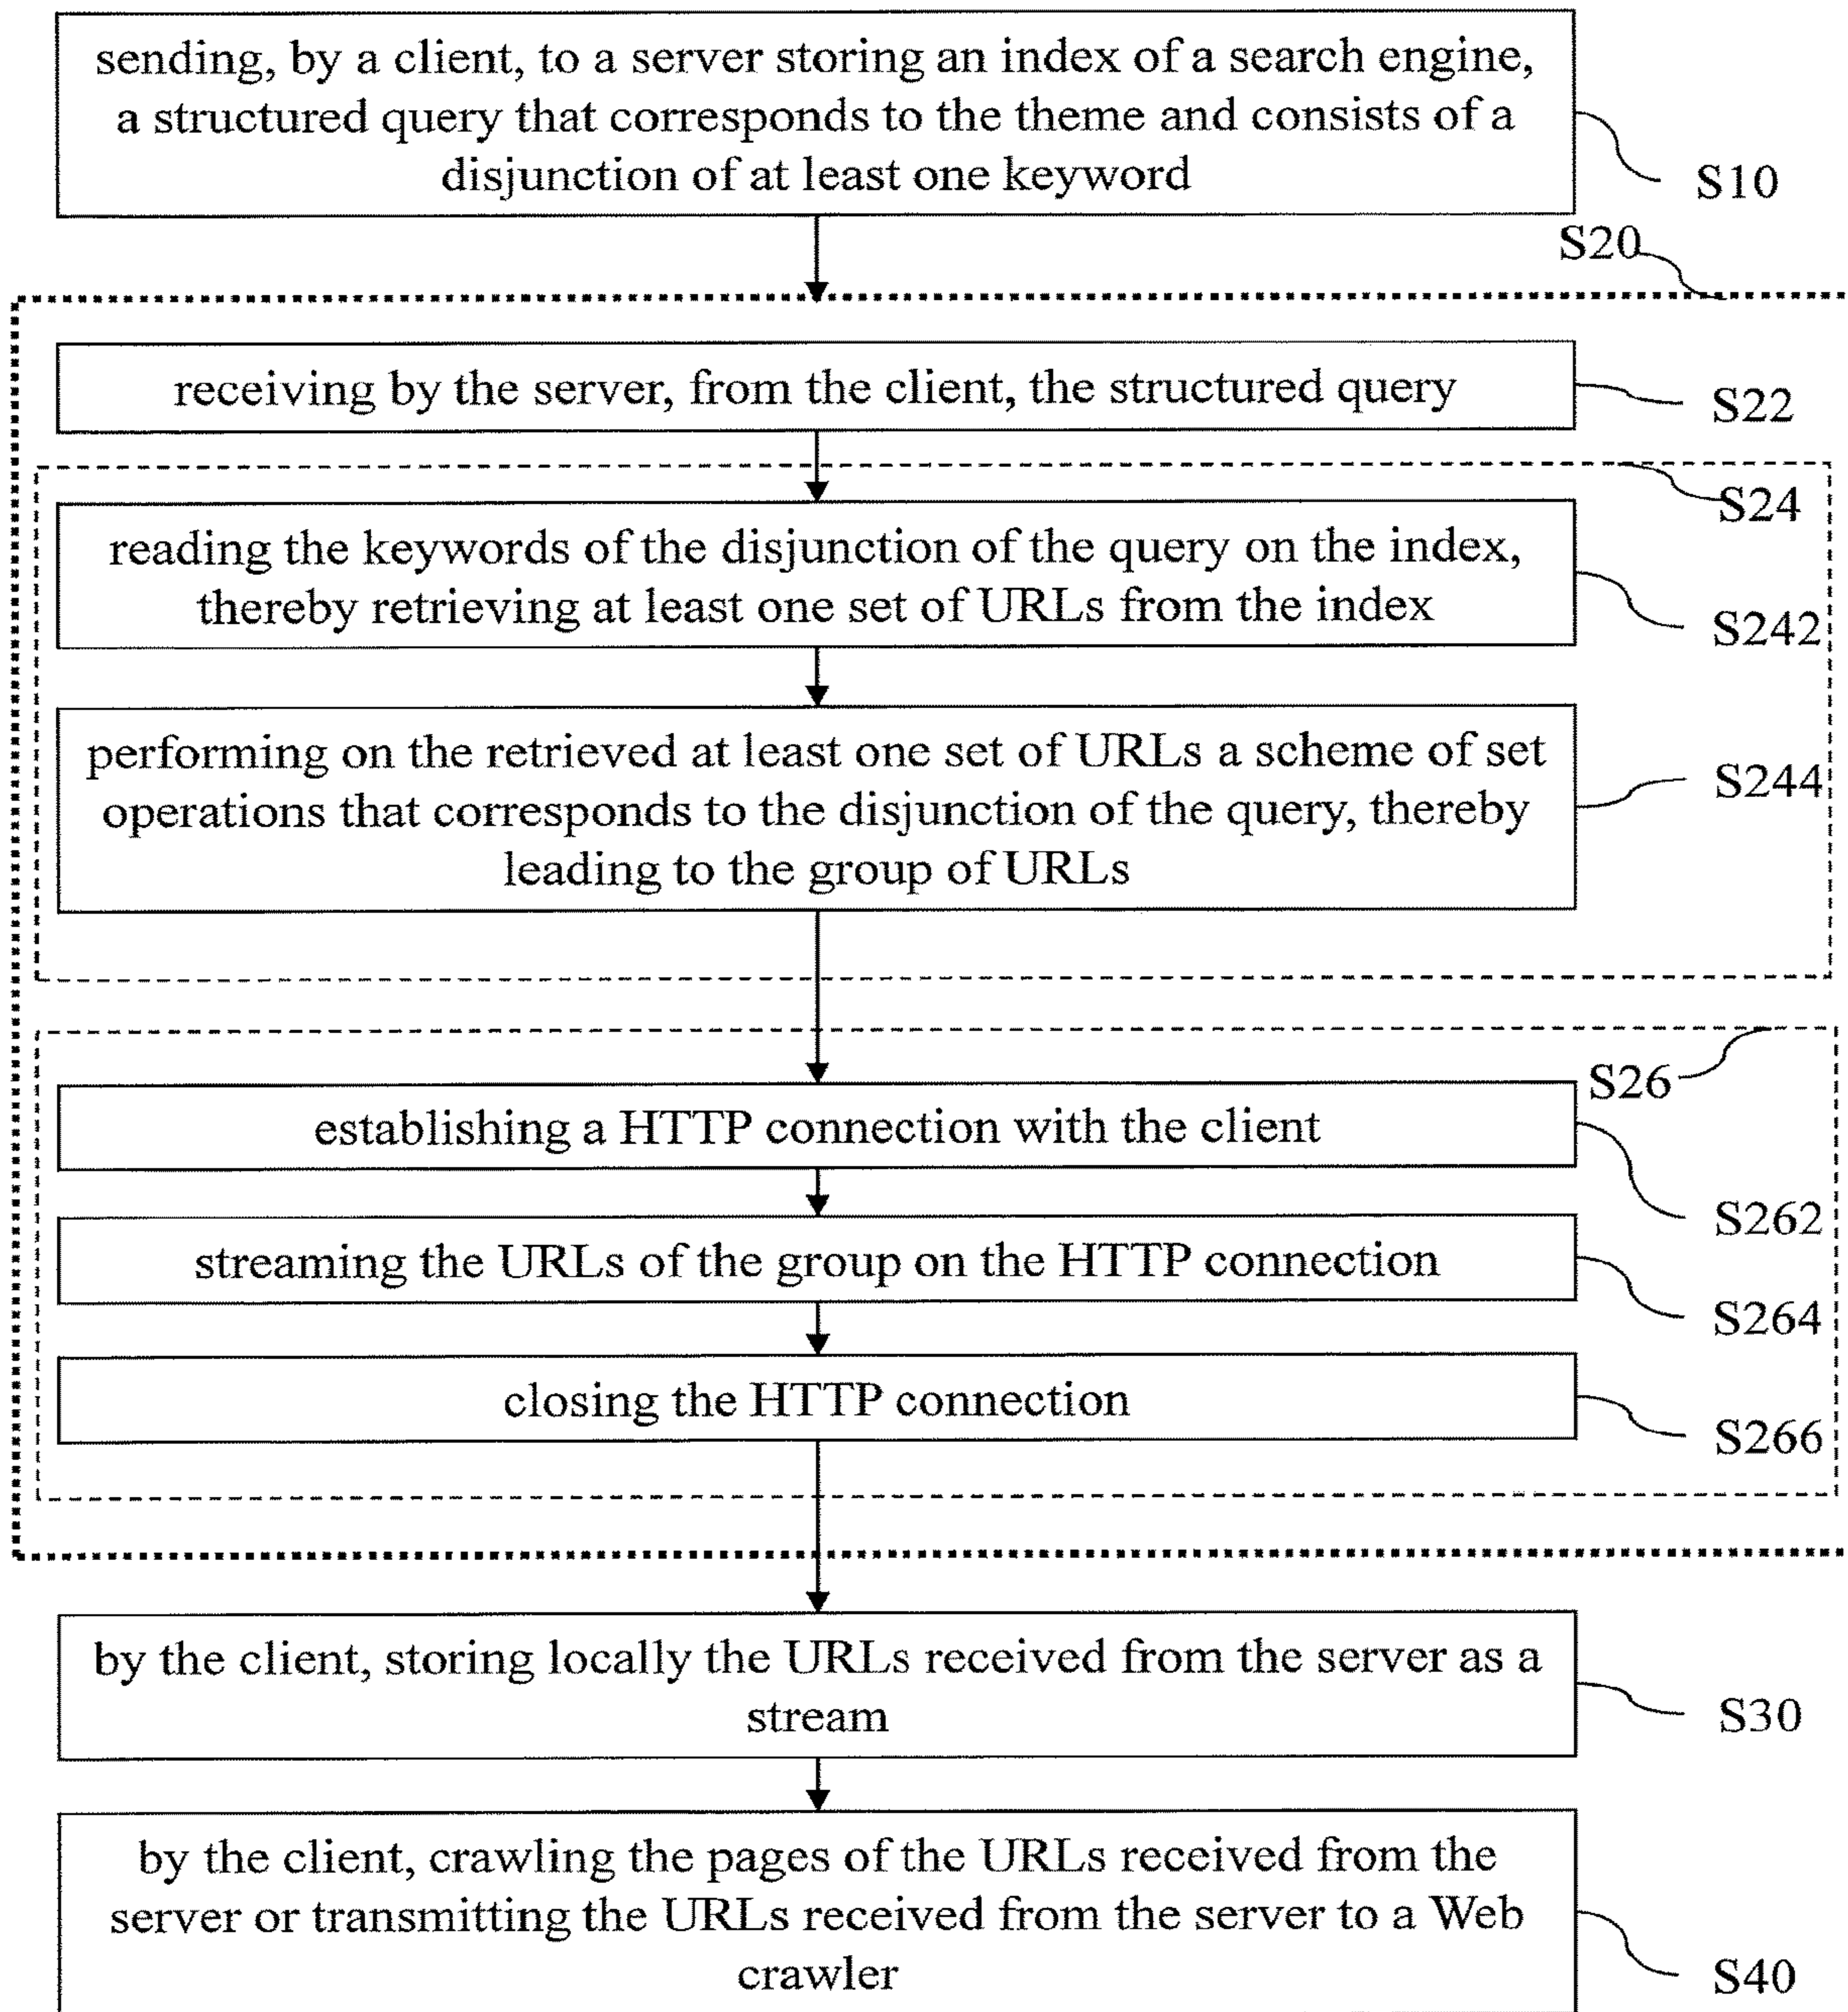 sending, by a client, to a server storing an index of a search engine,
a structured query that corresponds to the theme and consists of a
disjunction of at least one keyword
S10
S20
receiving by the server, from the client, the structured query
S22
S24
reading the keywords of the disjunction of the query on the index,
thereby retrieving at least one set of URLs from the index
S242
performing on the retrieved at least one set of URLs a scheme of set
operations that corresponds to the disjunction of the query, thereby
leading to the group of URLs
S244
S26
establishing a HTTP connection with the client
S262
streaming the URLs of the group on the HTTP connection
S264
closing the HTTP connection
S266
by the client, storing locally the URLs received from the server as a
stream
S30
by the client, crawling the pages of the URLs received from the
server or transmitting the URLs received from the server to a Web
crawler
S40